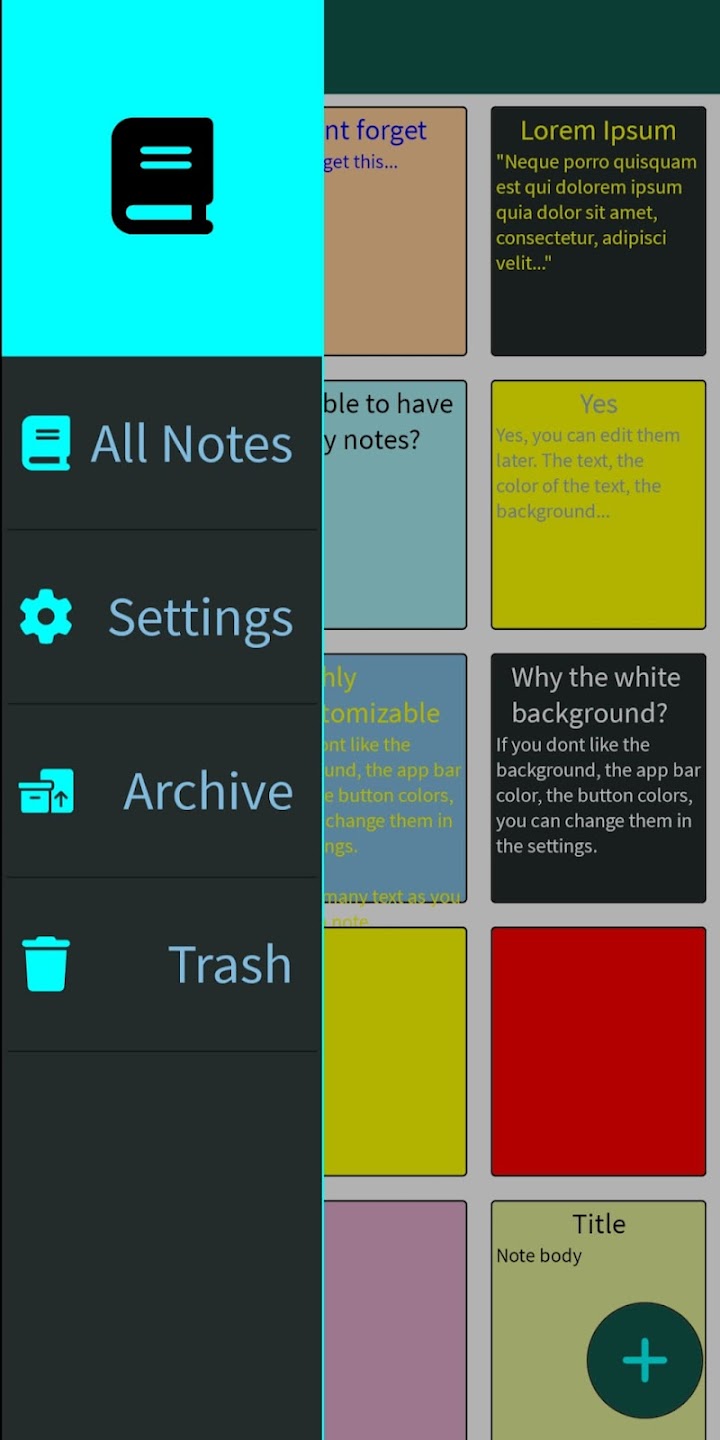 All Notes
Settings
Archive
Trash
nt forget
get this...
Lorem Ipsum
"Neque porro quisquam
est qui dolorem ipsum
quia dolor sit amet,
consectetur, adipisci
velit..."
ble to have
y notes?
Yes
Yes, you can edit them
later. The text, the
color of the text, the
background...
hly
tomizable
ont like the
und, the app bar
e button colors,
change them in
ngs.
many text as you
note
Why the white
background?
If you dont like the
background, the app bar
color, the button colors,
you can change them in
the settings.
Title
Note body